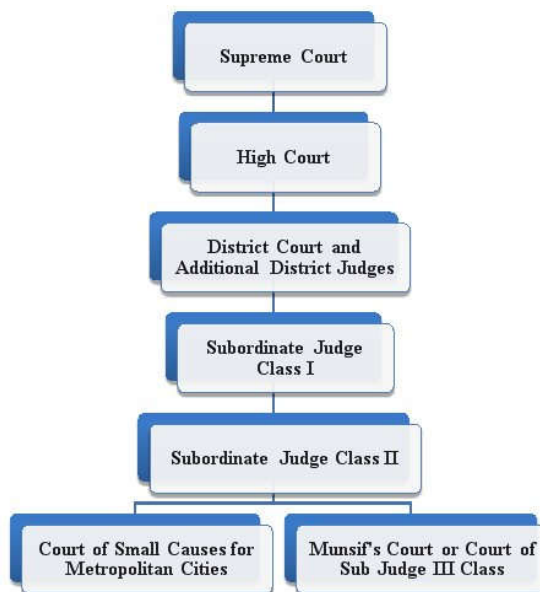 Supreme Court
High Court
District Court and
Additional District Judges
Subordinate Judge
Class I
Subordinate Judge Class II
Court of Small Causes for
Metropolitan Cities
Munsif's Court or Court of
Sub Judge III Class